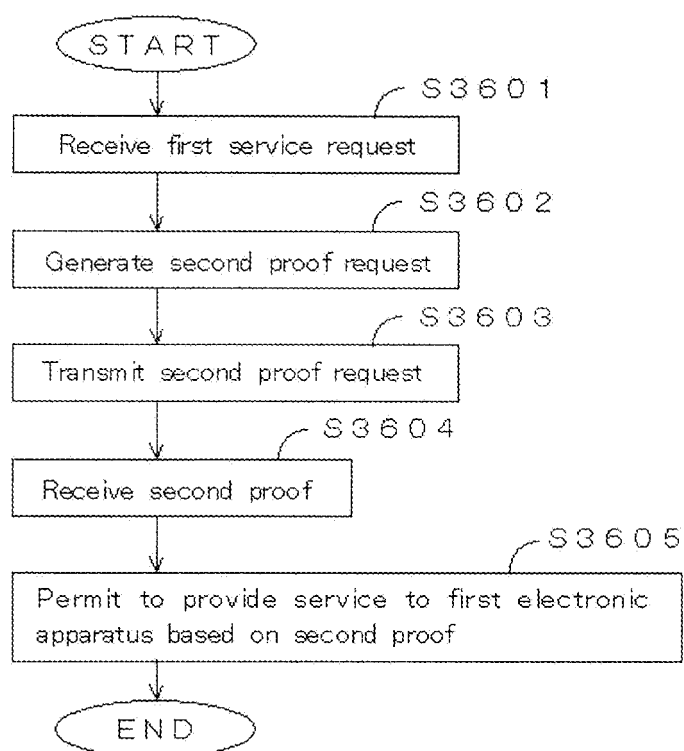 START
S3601
Receive first service request
S3602
Generate second proof request
S3603
Transmit second proof request
S3604
Receive second proof
S3605
Permit to provide service to first electronic
apparatus based on second proof
END